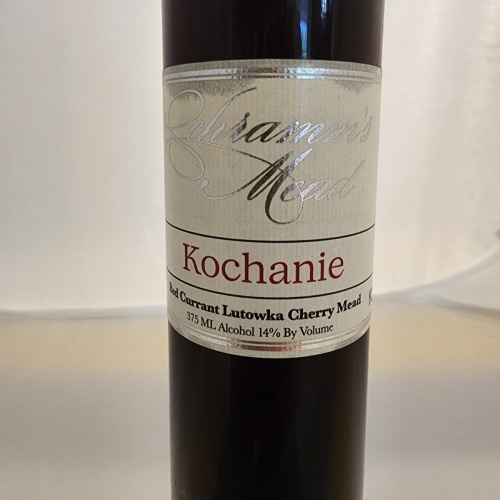 Schramm's
Mead
Kochanie
Red Currant Lutowka Cherry Mead
375 ML Alcohol 14% By Volume